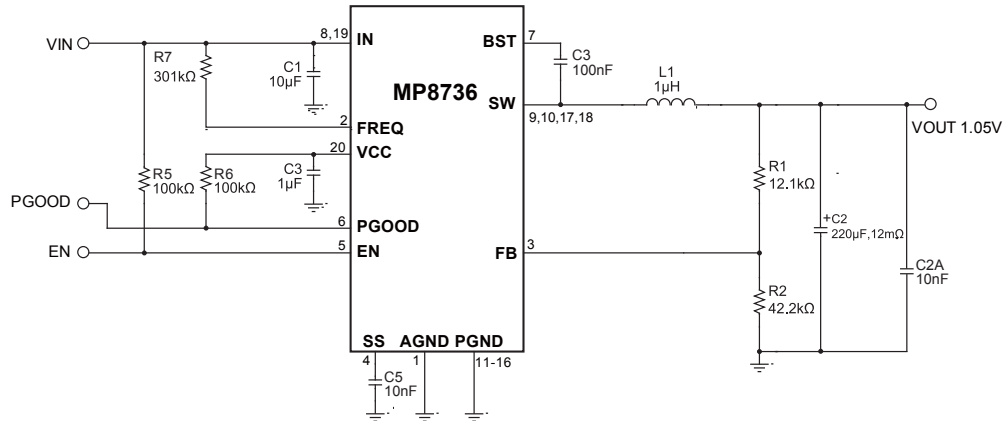 VIN
R7
301kΩ
C1
10µF
8,19
IN
MP8736
BST
7
C3
100nF
SW
9,10,17,18
L1
1µH
VOUT 1.05V
2
FREQ
20
VCC
R5
100kΩ
R6
100kΩ
C3
1µF
PGOOD
6
PGOOD
EN
5
EN
FB
3
R1
12.1kΩ
+C2
220µF,12mΩ
C2A
10nF
R2
42.2kΩ
SS
AGND
PGND
4
1
11-16
C5
10nF